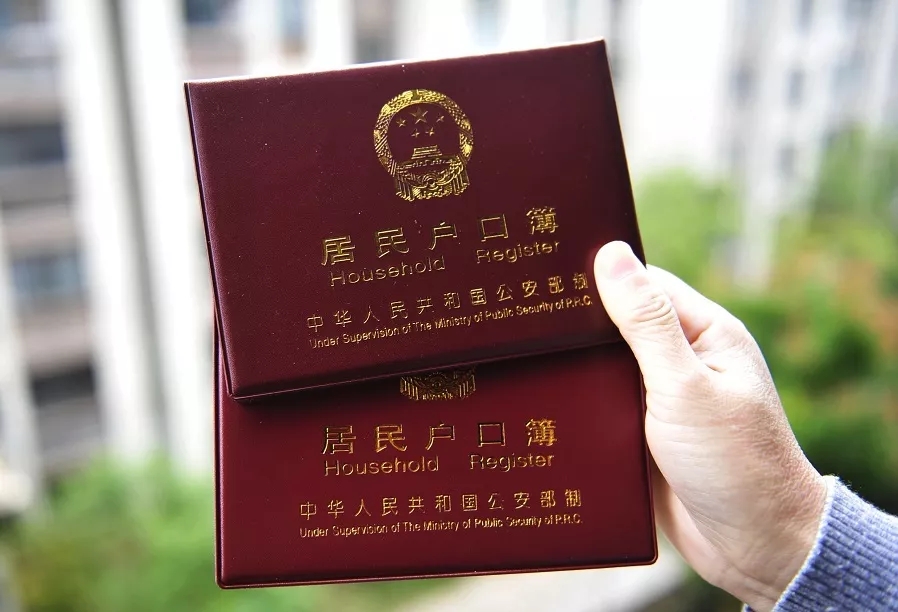 居民户口簿
Household Register
中华人民共和国公安部制
Under Supervision of The Ministry of Public Security of P.R.C.
居民户口簿
Household Register
中华人民共和国公安部制
Under Supervision of The Ministry of Public Security of P.R.C.